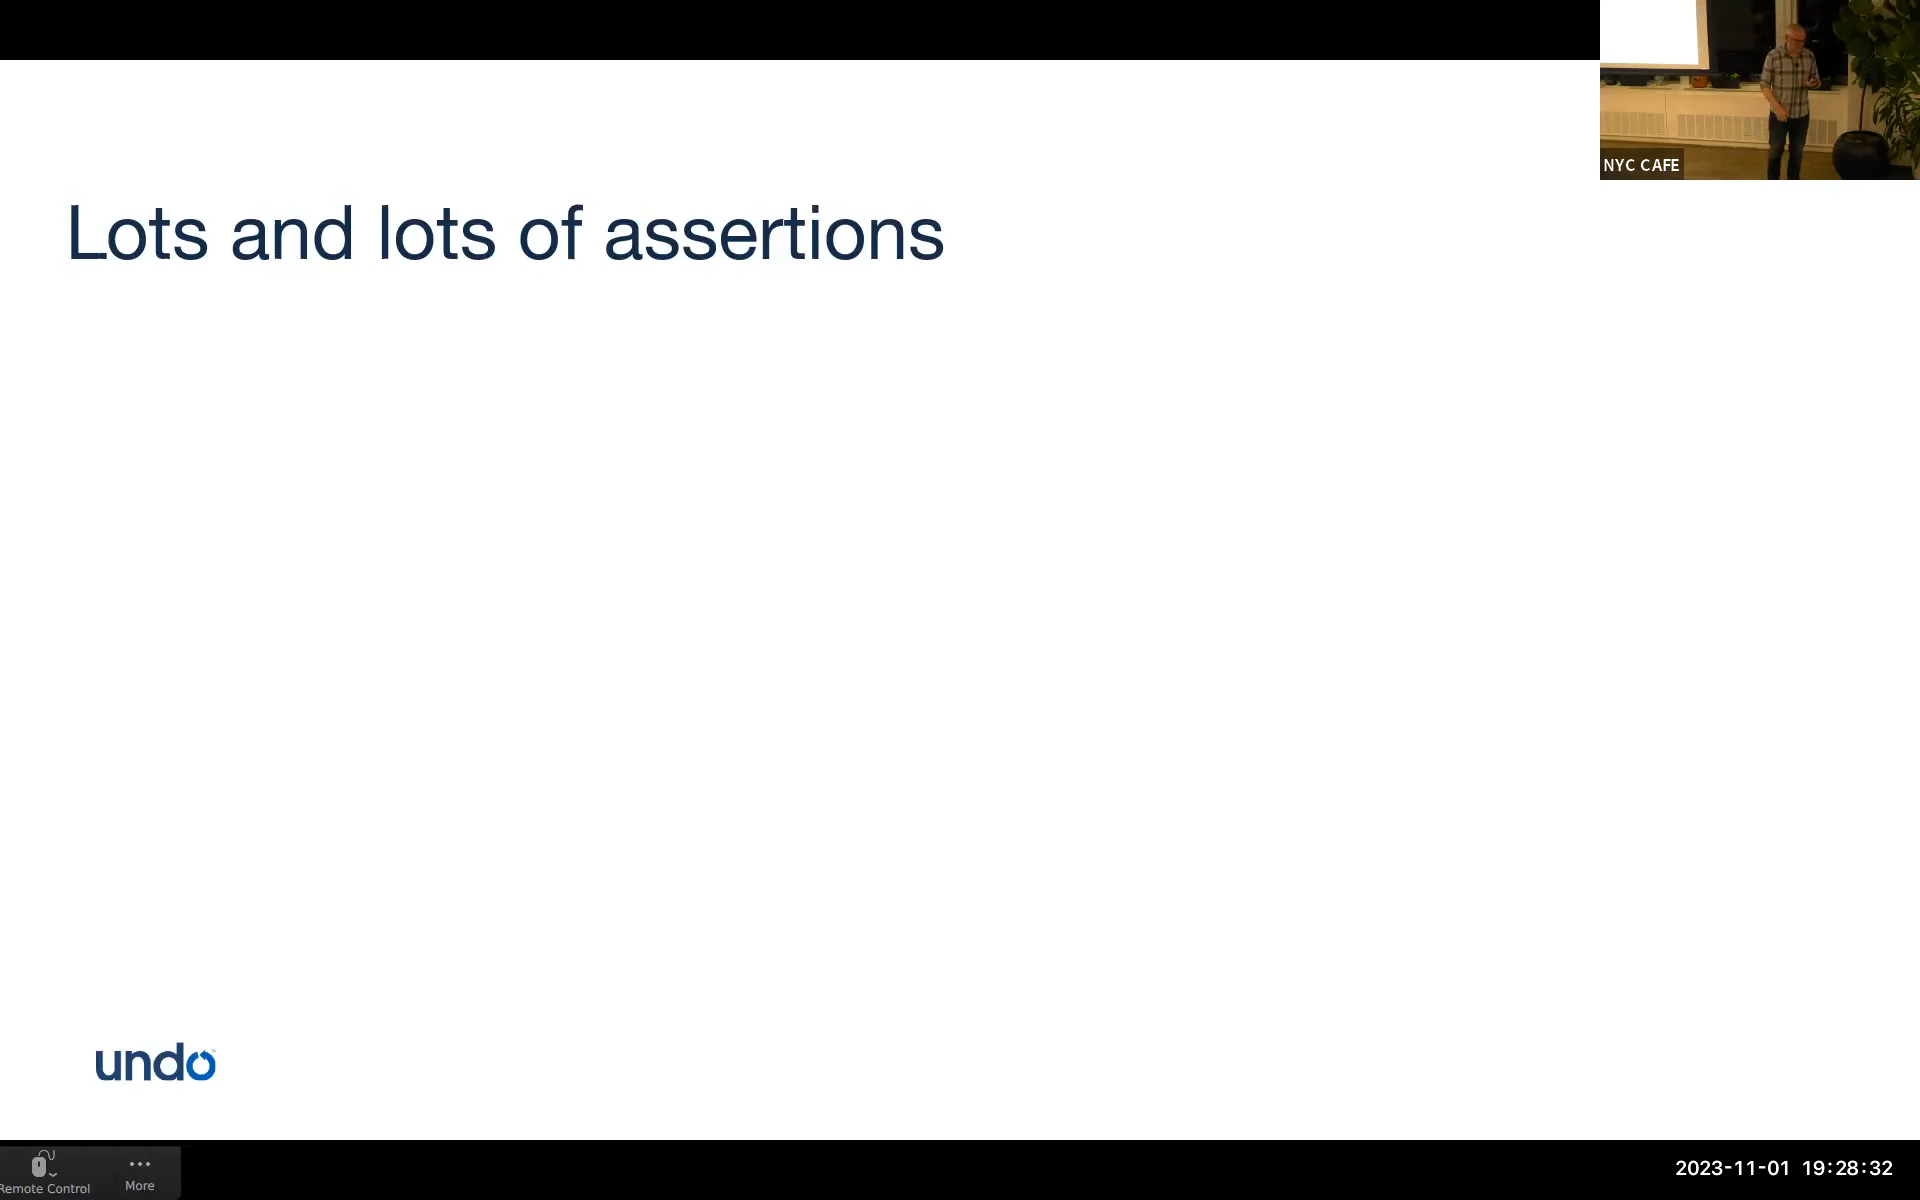 NYC CAFE
Lots and lots of assertions
undo
Remote Control
More
2023-11-01 19:28:32